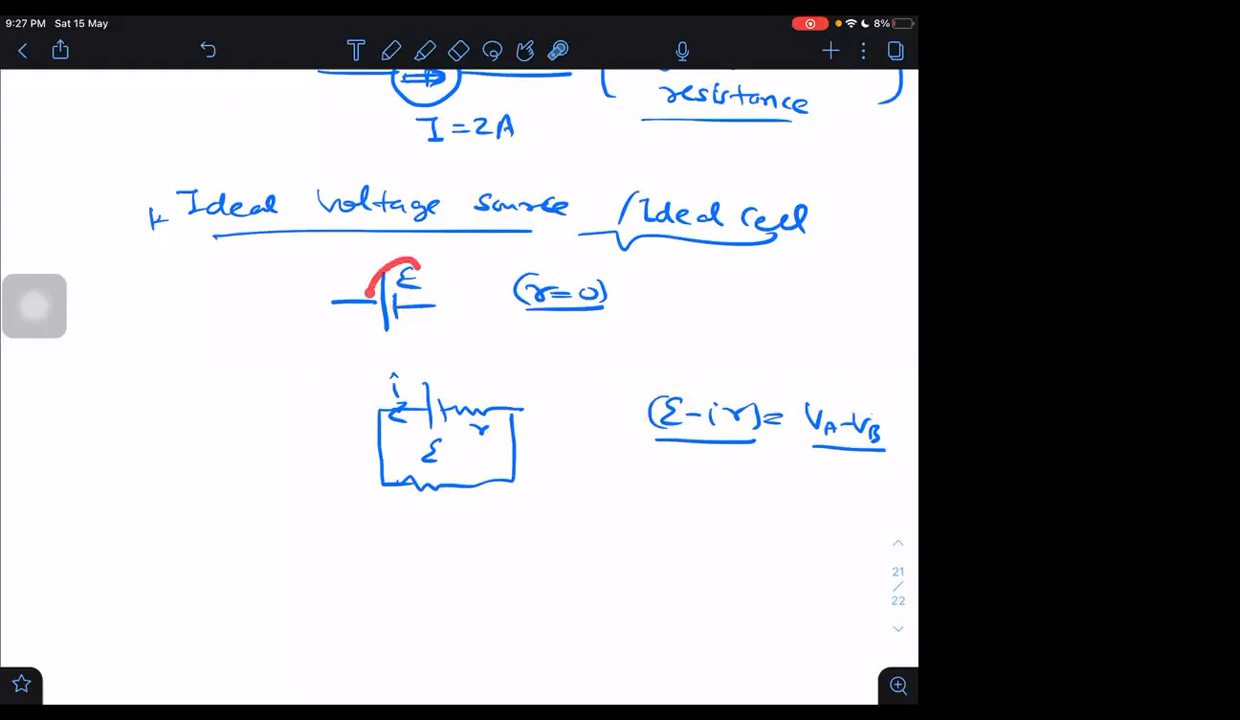 9:27 PM Sat 15 May
8%
T
resistance
I = 2A
Ideal voltage source / Ideal cell
ε
(r=0)
i
r
ε
(ε-ir) = VA-VB
21
/
22